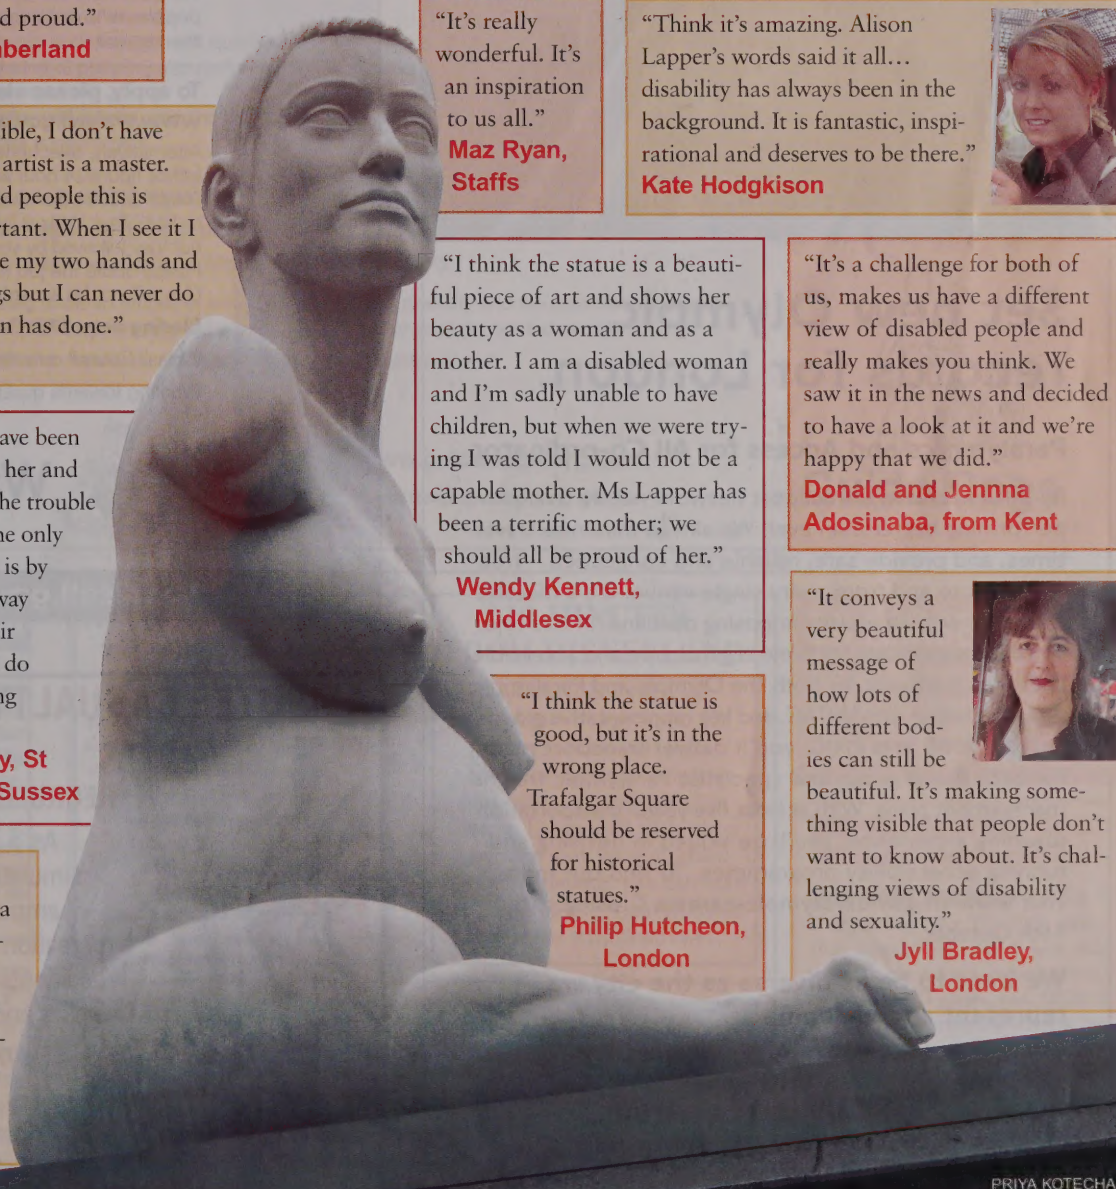 d proud.”
berland
ible, I don’t have
artist is a master.
d people this is
rtant. When I see it I
e my two hands and
gs but I can never do
n has done.”
ave been
her and
he trouble
ne only
is by
way
ir
do
ng
y, St
Sussex
a
“It’s really
wonderful. It’s
an inspiration
to us all.”
Maz Ryan,
Staffs
“Think it’s amazing. Alison
Lapper’s words said it all…
disability has always been in the
background. It is fantastic, inspi-
rational and deserves to be there.”
Kate Hodgkison
“I think the statue is a beauti-
ful piece of art and shows her
beauty as a woman and as a
mother. I am a disabled woman
and I’m sadly unable to have
children, but when we were try-
ing I was told I would not be a
capable mother. Ms Lapper has
been a terrific mother; we
should all be proud of her.”
Wendy Kennett,
Middlesex
“It’s a challenge for both of
us, makes us have a different
view of disabled people and
really makes you think. We
saw it in the news and decided
to have a look at it and we’re
happy that we did.”
Donald and Jennna
Adosinaba, from Kent
“I think the statue is
good, but it’s in the
wrong place.
Trafalgar Square
should be reserved
for historical
statues.”
Philip Hutcheon,
London
“It conveys a
very beautiful
message of
how lots of
different bod-
ies can still be
beautiful. It’s making some-
thing visible that people don’t
want to know about. It’s chal-
lenging views of disability
and sexuality.”
Jyll Bradley,
London
PRIYA KOTECHA